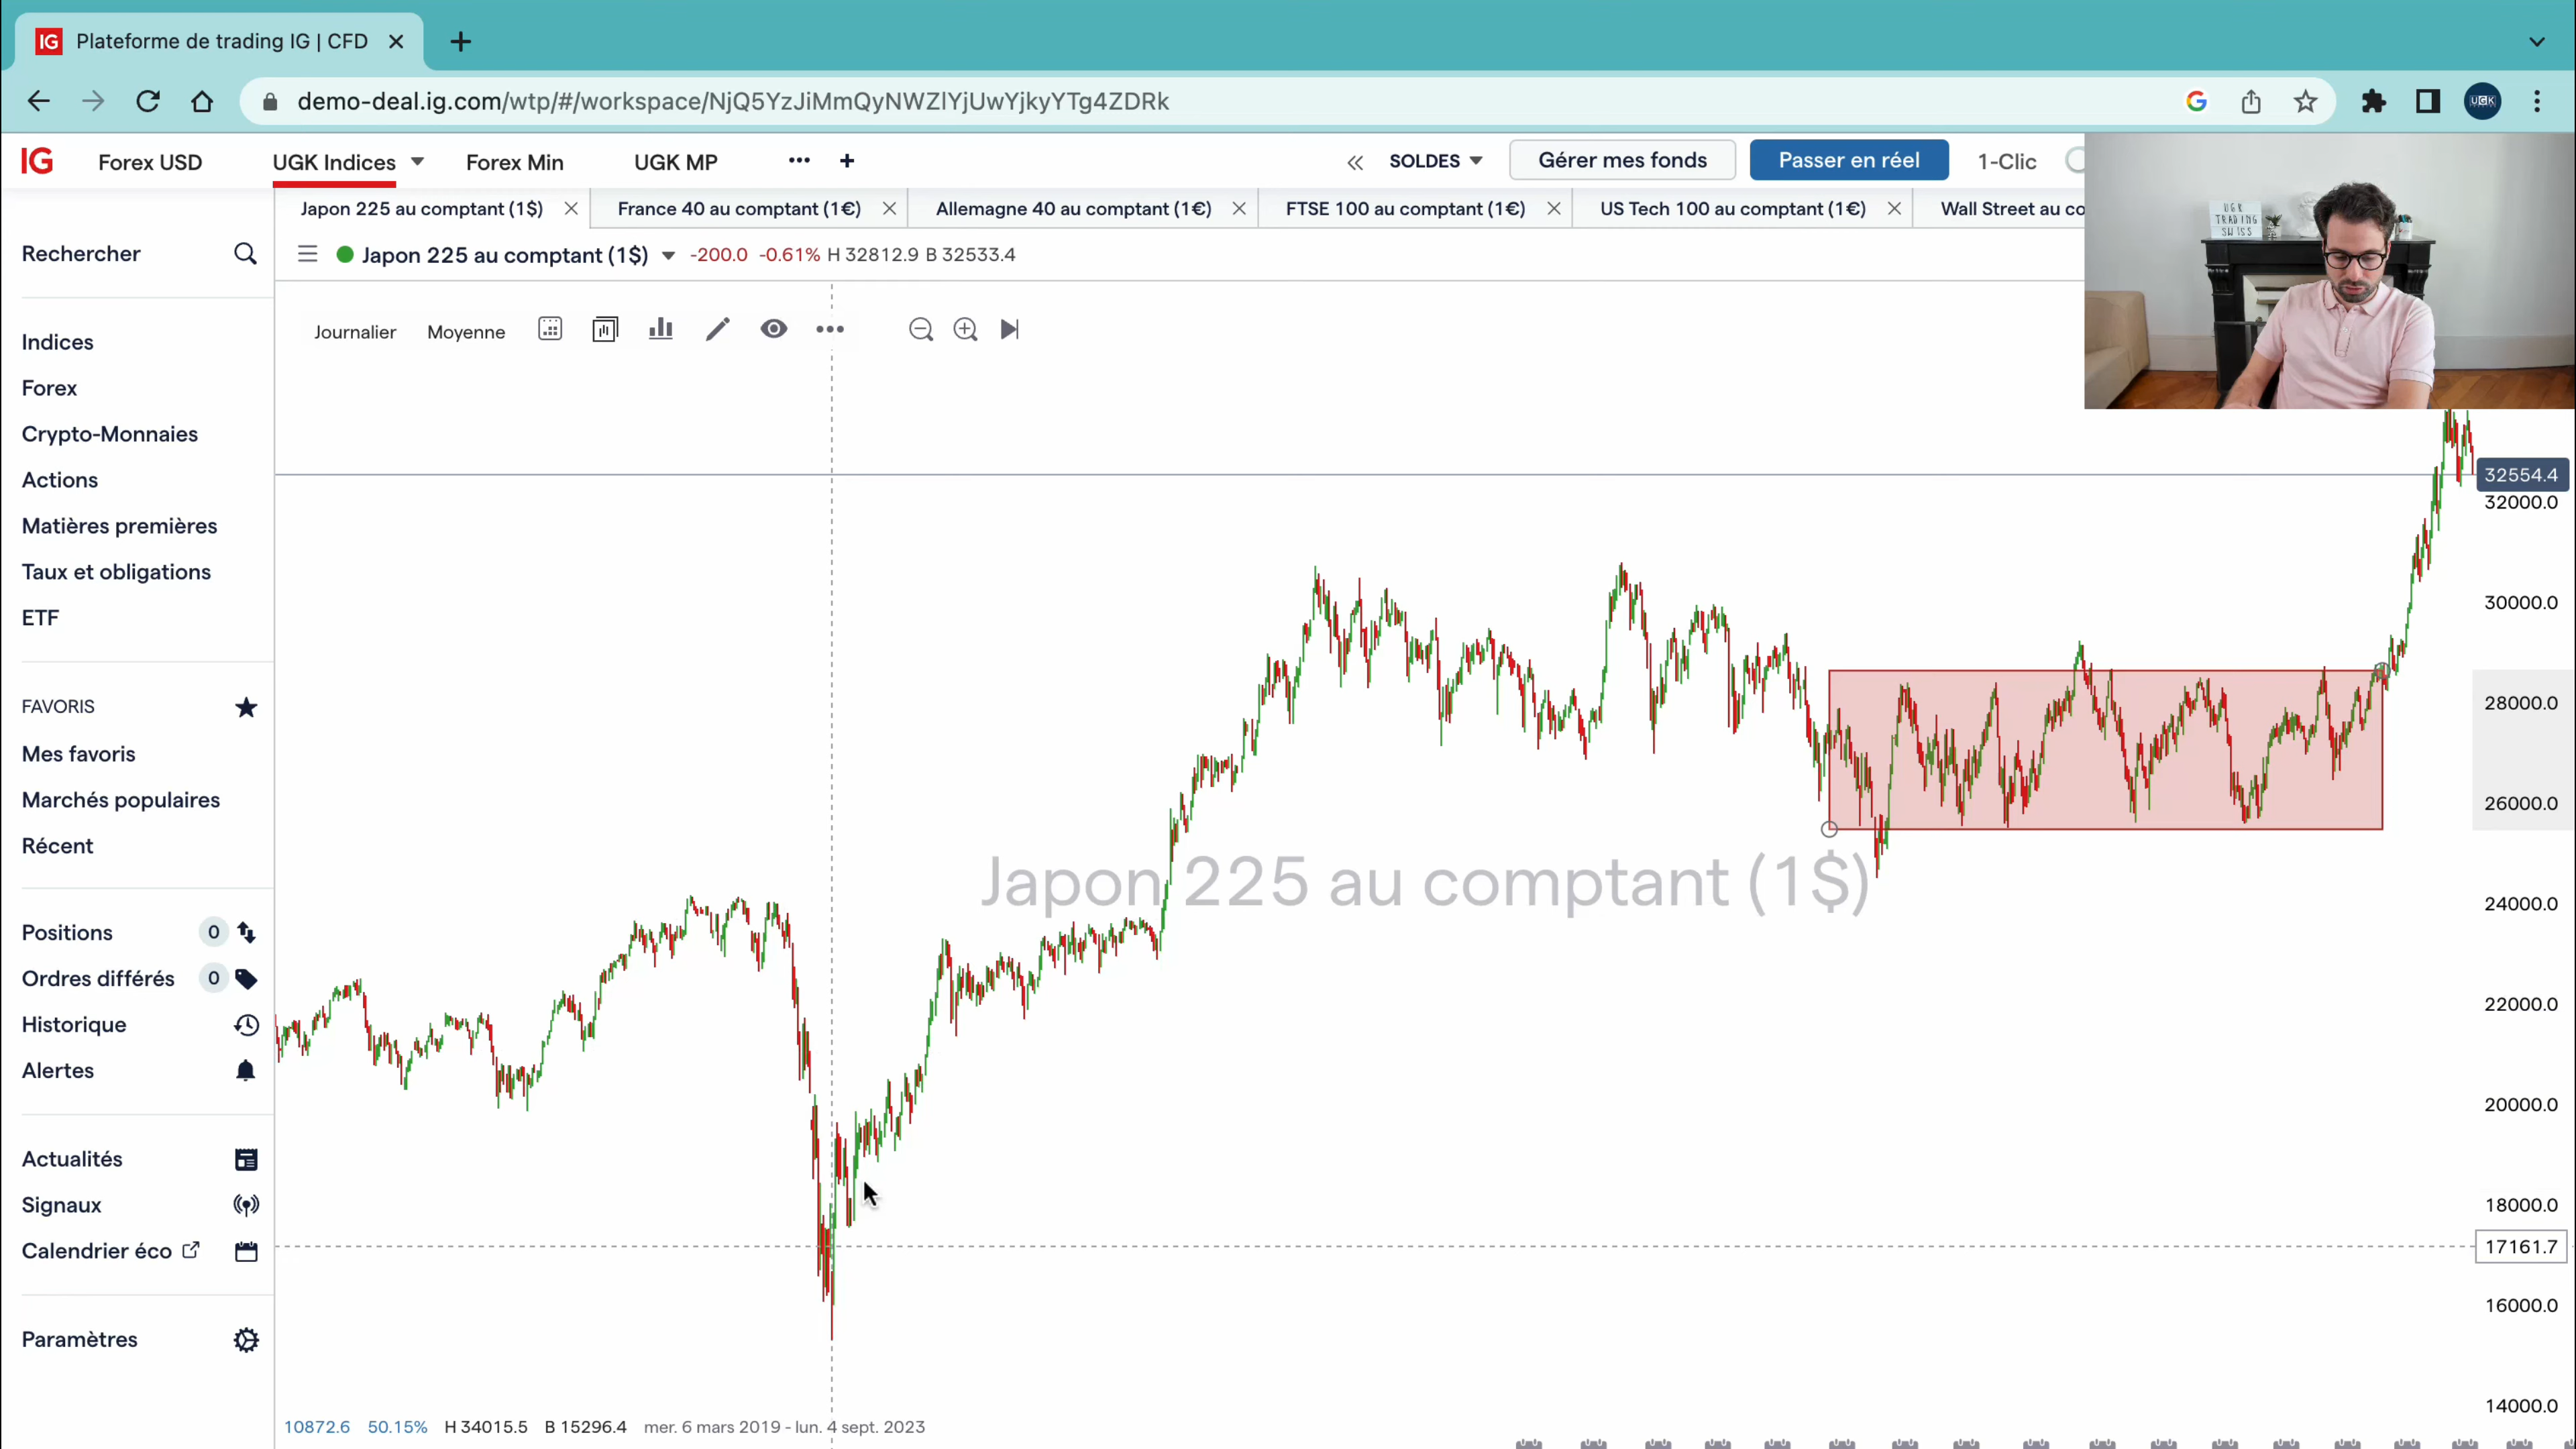 IG Plateforme de trading IG | CFD
demo-deal.ig.com/wtp/#/workspace/NjQ5YzJiMmQyNWZlYjUwYjkyYTg4ZDRk
UGK
IG Forex USD UGK Indices Forex Min UGK MP SOLDES Gérer mes fonds Passer en réel 1-Clic
Japon 225 au comptant (1$) France 40 au comptant (1€) Allemagne 40 au comptant (1€) FTSE 100 au comptant (1€) US Tech 100 au comptant (1€) Wall Street au co
UGK
TRADING
SWISS
Rechercher
Japon 225 au comptant (1$) -200.0 -0.61% H 32812.9 B 32533.4
Journalier Moyenne
Indices
Forex
Crypto-Monnaies
Actions
Matières premières
Taux et obligations
ETF
FAVORIS
Mes favoris
Marchés populaires
Récent
Positions 0
Ordres différés 0
Historique
Alertes
Actualités
Signaux
Calendrier éco
Paramètres
Japon 225 au comptant (1$)
32554.4
32000.0
30000.0
28000.0
26000.0
24000.0
22000.0
20000.0
18000.0
17161.7
16000.0
14000.0
10872.6 50.15% H 34015.5 B 15296.4 mer. 6 mars 2019 - lun. 4 sept. 2023